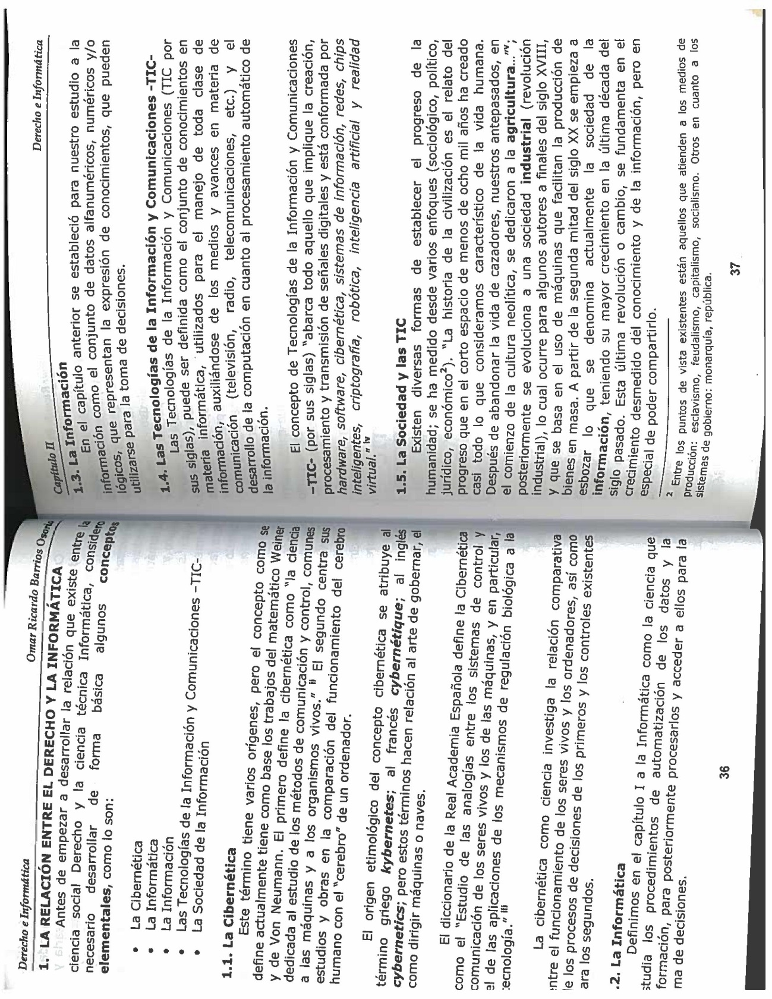 Derecho e Informática Omar Ricardo Barrios Osorio
1. LA RELACIÓN ENTRE EL DERECHO Y LA INFORMÁTICA
Antes de empezar a desarrollar la relación que existe entre la
ciencia social Derecho y la ciencia técnica Informática, considero
necesario desarrollar de forma básica algunos conceptos
elementales, como lo son:
• La Cibernética
• La Informática
• La Información
• Las Tecnologías de la Información y Comunicaciones –TIC-
• La Sociedad de la Información
1.1. La Cibernética
Este término tiene varios orígenes, pero el concepto como se
define actualmente tiene como base los trabajos del matemático Weiner
y de Von Neumann. El primero define la cibernética como "la ciencia
dedicada al estudio de los métodos de comunicación y control, comunes
a las máquinas y a los organismos vivos." ii El segundo centra sus
estudios y obras en la comparación del funcionamiento del cerebro
humano con el "cerebro" de un ordenador.
El origen etimológico del concepto cibernética se atribuye al
término griego kybernetes; al francés cybernétique; al inglés
cybernetics; pero estos términos hacen relación al arte de gobernar, el
como dirigir máquinas o naves.
El diccionario de la Real Academia Española define la Cibernética
como el "Estudio de las analogías entre los sistemas de control y
comunicación de los seres vivos y los de las máquinas, y en particular,
el de las aplicaciones de los mecanismos de regulación biológica a la
tecnología." iii
La cibernética como ciencia investiga la relación comparativa
entre el funcionamiento de los seres vivos y los ordenadores, así como
de los procesos de decisiones de los primeros y los controles existentes
ara los segundos.
.2. La Informática
Definimos en el capítulo I a la Informática como la ciencia que
studia los procedimientos de automatización de los datos y la
formación, para posteriormente procesarlos y acceder a ellos para la
ma de decisiones.
36
Capítulo II Derecho e Informática
1.3. La Información
En el capítulo anterior se estableció para nuestro estudio a la
información como el conjunto de datos alfanuméricos, numéricos y/o
lógicos, que representan la expresión de conocimientos, que pueden
utilizarse para la toma de decisiones.
1.4. Las Tecnologías de la Información y Comunicaciones –TIC-
Las Tecnologías de la Información y Comunicaciones (TIC por
sus siglas), puede ser definida como el conjunto de conocimientos en
materia informática, utilizados para el manejo de toda clase de
información, auxiliándose de los medios y avances en materia de
comunicación (televisión, radio, telecomunicaciones, etc.) y el
desarrollo de la computación en cuanto al procesamiento automático de
la información.
El concepto de Tecnologías de la Información y Comunicaciones
–TIC- (por sus siglas) "abarca todo aquello que implique la creación,
procesamiento y transmisión de señales digitales y está conformada por
hardware, software, cibernética, sistemas de información, redes, chips
inteligentes, criptografía, robótica, inteligencia artificial y realidad
virtual." iv
1.5. La Sociedad y las TIC
Existen diversas formas de establecer el progreso de la
humanidad; se ha medido desde varios enfoques (sociológico, político,
jurídico, económico2). "La historia de la civilización es el relato del
progreso que en el corto espacio de menos de ocho mil años ha creado
casi todo lo que consideramos característico de la vida humana.
Después de abandonar la vida de cazadores, nuestros antepasados, en
el comienzo de la cultura neolítica, se dedicaron a la agricultura... "v;
posteriormente se evoluciona a una sociedad industrial (revolución
industrial), lo cual ocurre para algunos autores a finales del siglo XVIII,
y que se basa en el uso de máquinas que facilitan la producción de
bienes en masa. A partir de la segunda mitad del siglo XX se empieza a
esbozar lo que se denomina actualmente la sociedad de la
información, teniendo su mayor crecimiento en la última década del
siglo pasado. Esta última revolución o cambio, se fundamenta en el
crecimiento desmedido del conocimiento y de la información, pero en
especial de poder compartirlo.
2 Entre los puntos de vista existentes están aquellos que atienden a los medios de
producción: esclavismo, feudalismo, capitalismo, socialismo. Otros en cuanto a los
sistemas de gobierno: monarquía, república.
37